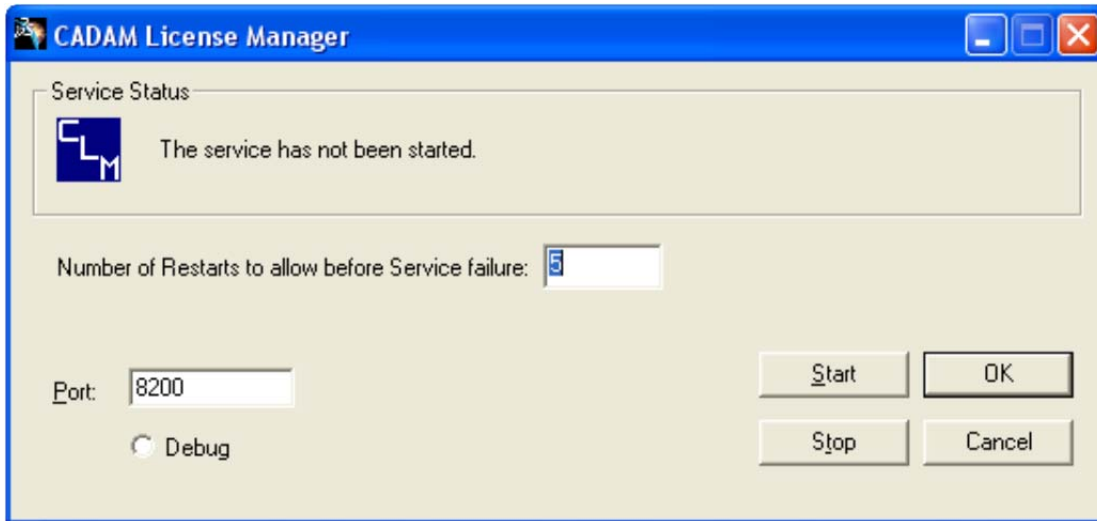 CADAM License Manager
Service Status
CLM
The service has not been started.
Number of Restarts to allow before Service failure: 5
Port: 8200
Debug
Start
OK
Stop
Cancel